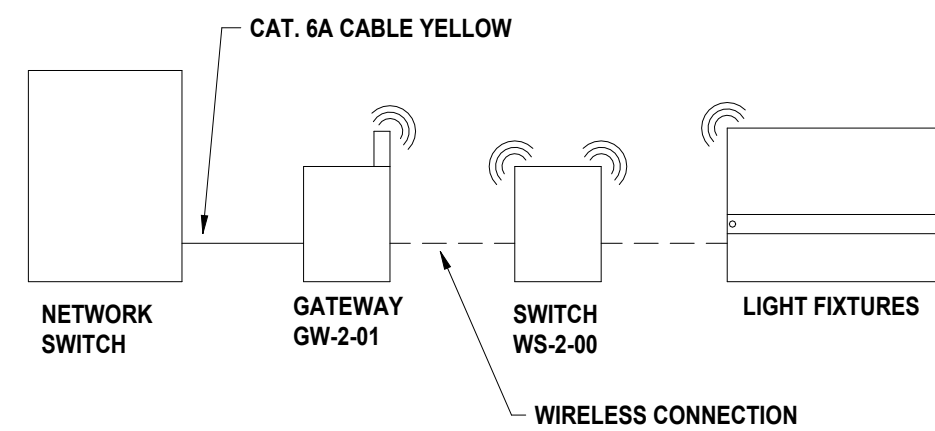 CAT. 6A CABLE YELLOW
NETWORK
SWITCH
GATEWAY
GW-2-01
SWITCH
WS-2-00
LIGHT FIXTURES
WIRELESS CONNECTION